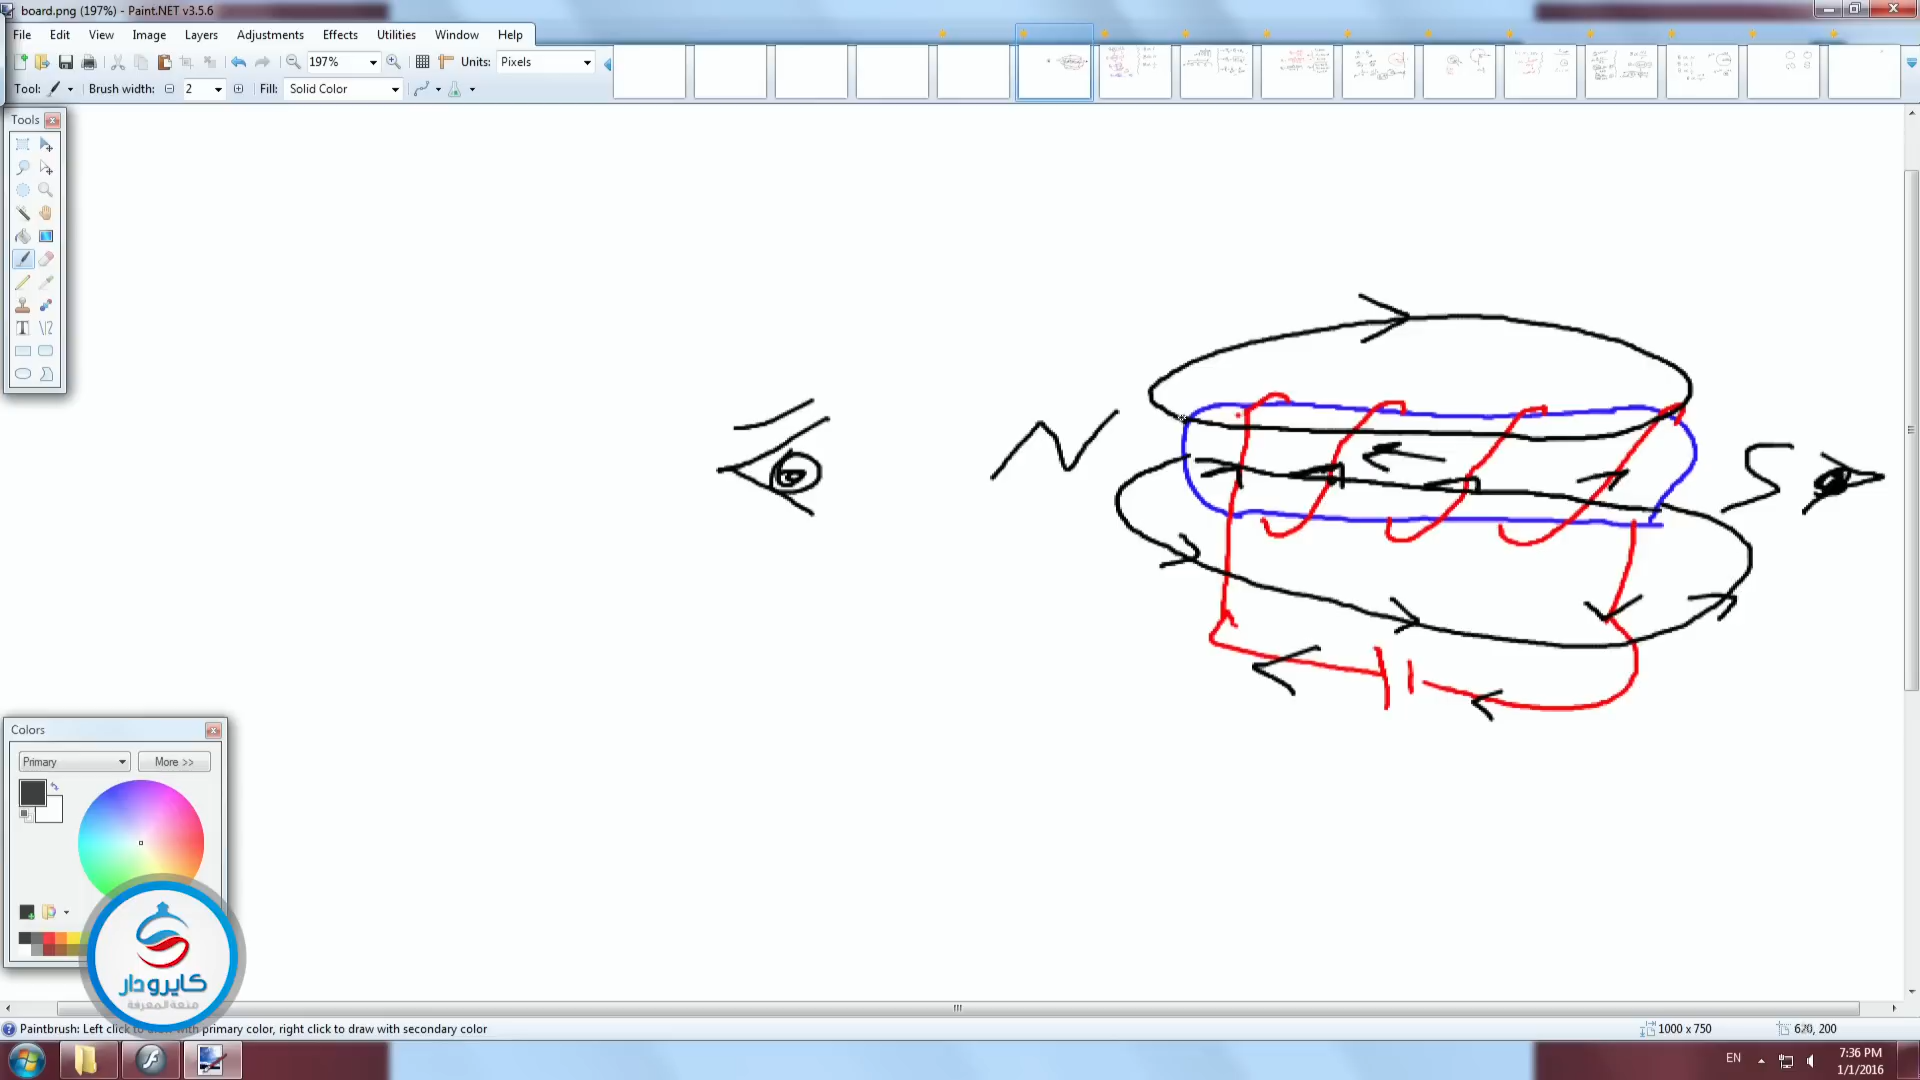 board.png (197%) - Paint.NET v3.5.6
File Edit View Image Layers Adjustments Effects Utilities Window Help
197% Units: Pixels
Tool: Brush width: 2 Fill: Solid Color
Tools
N S
Colors
Primary More >>
كايرودار
متعة المعرفة
Paintbrush: Left click to draw with primary color, right click to draw with secondary color
1000 x 750 620, 200
EN 7:36 PM
1/1/2016